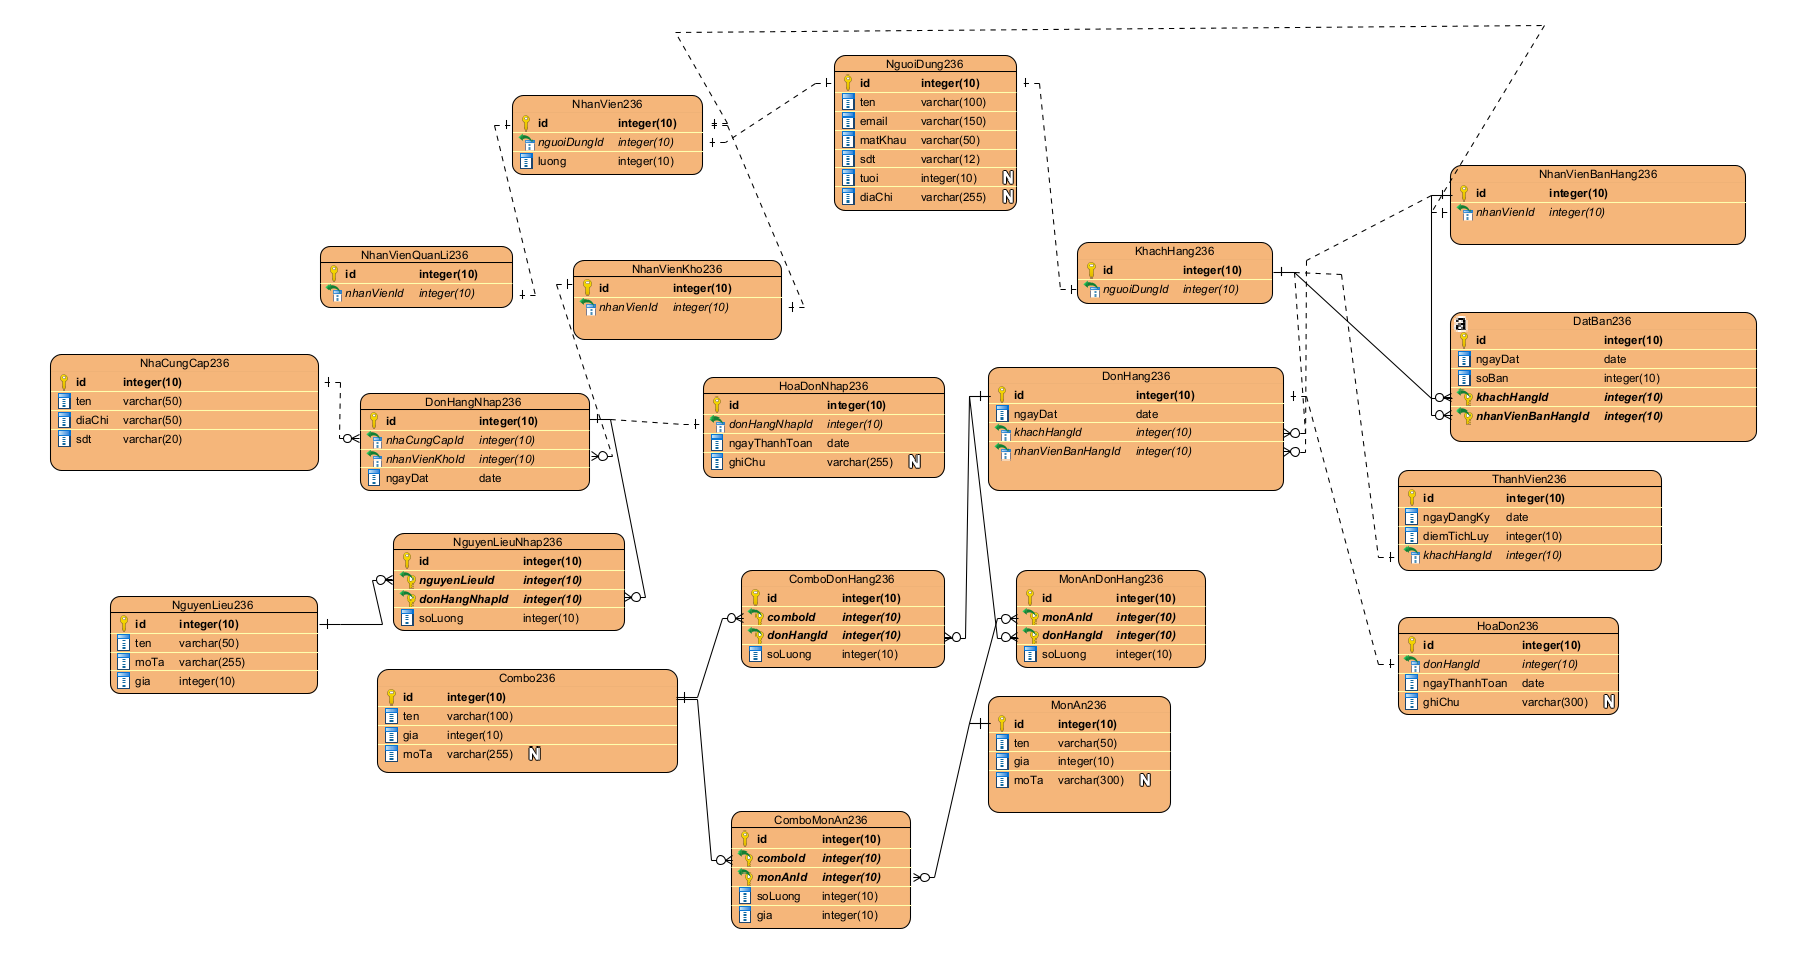 NguoiDung236
id integer(10)
ten varchar(100)
email varchar(150)
matKhau varchar(50)
sdt varchar(12)
tuoi integer(10) N
diaChi varchar(255) N
NhanVien236
id integer(10)
nguoiDungId integer(10)
luong integer(10)
NhanVienBanHang236
id integer(10)
nhanVienId integer(10)
NhanVienQuanLi236
id integer(10)
nhanVienId integer(10)
NhanVienKho236
id integer(10)
nhanVienId integer(10)
KhachHang236
id integer(10)
nguoiDungId integer(10)
a DatBan236
id integer(10)
ngayDat date
soBan integer(10)
khachHangId integer(10)
nhanVienBanHangId integer(10)
NhaCungCap236
id integer(10)
ten varchar(50)
diaChi varchar(50)
sdt varchar(20)
DonHangNhap236
id integer(10)
nhaCungCapId integer(10)
nhanVienKhoId integer(10)
ngayDat date
HoaDonNhap236
id integer(10)
donHangNhapId integer(10)
ngayThanhToan date
ghiChu varchar(255) N
DonHang236
id integer(10)
ngayDat date
khachHangId integer(10)
nhanVienBanHangId integer(10)
ThanhVien236
id integer(10)
ngayDangKy date
diemTichLuy integer(10)
khachHangId integer(10)
NguyenLieuNhap236
id integer(10)
nguyenLieuId integer(10)
donHangNhapId integer(10)
soLuong integer(10)
NguyenLieu236
id integer(10)
ten varchar(50)
moTa varchar(255)
gia integer(10)
ComboDonHang236
id integer(10)
comboId integer(10)
donHangId integer(10)
soLuong integer(10)
MonAnDonHang236
id integer(10)
monAnId integer(10)
donHangId integer(10)
soLuong integer(10)
HoaDon236
id integer(10)
donHangId integer(10)
ngayThanhToan date
ghiChu varchar(300) N
Combo236
id integer(10)
ten varchar(100)
gia integer(10)
moTa varchar(255) N
MonAn236
id integer(10)
ten varchar(50)
gia integer(10)
moTa varchar(300) N
ComboMonAn236
id integer(10)
comboId integer(10)
monAnId integer(10)
soLuong integer(10)
gia integer(10)